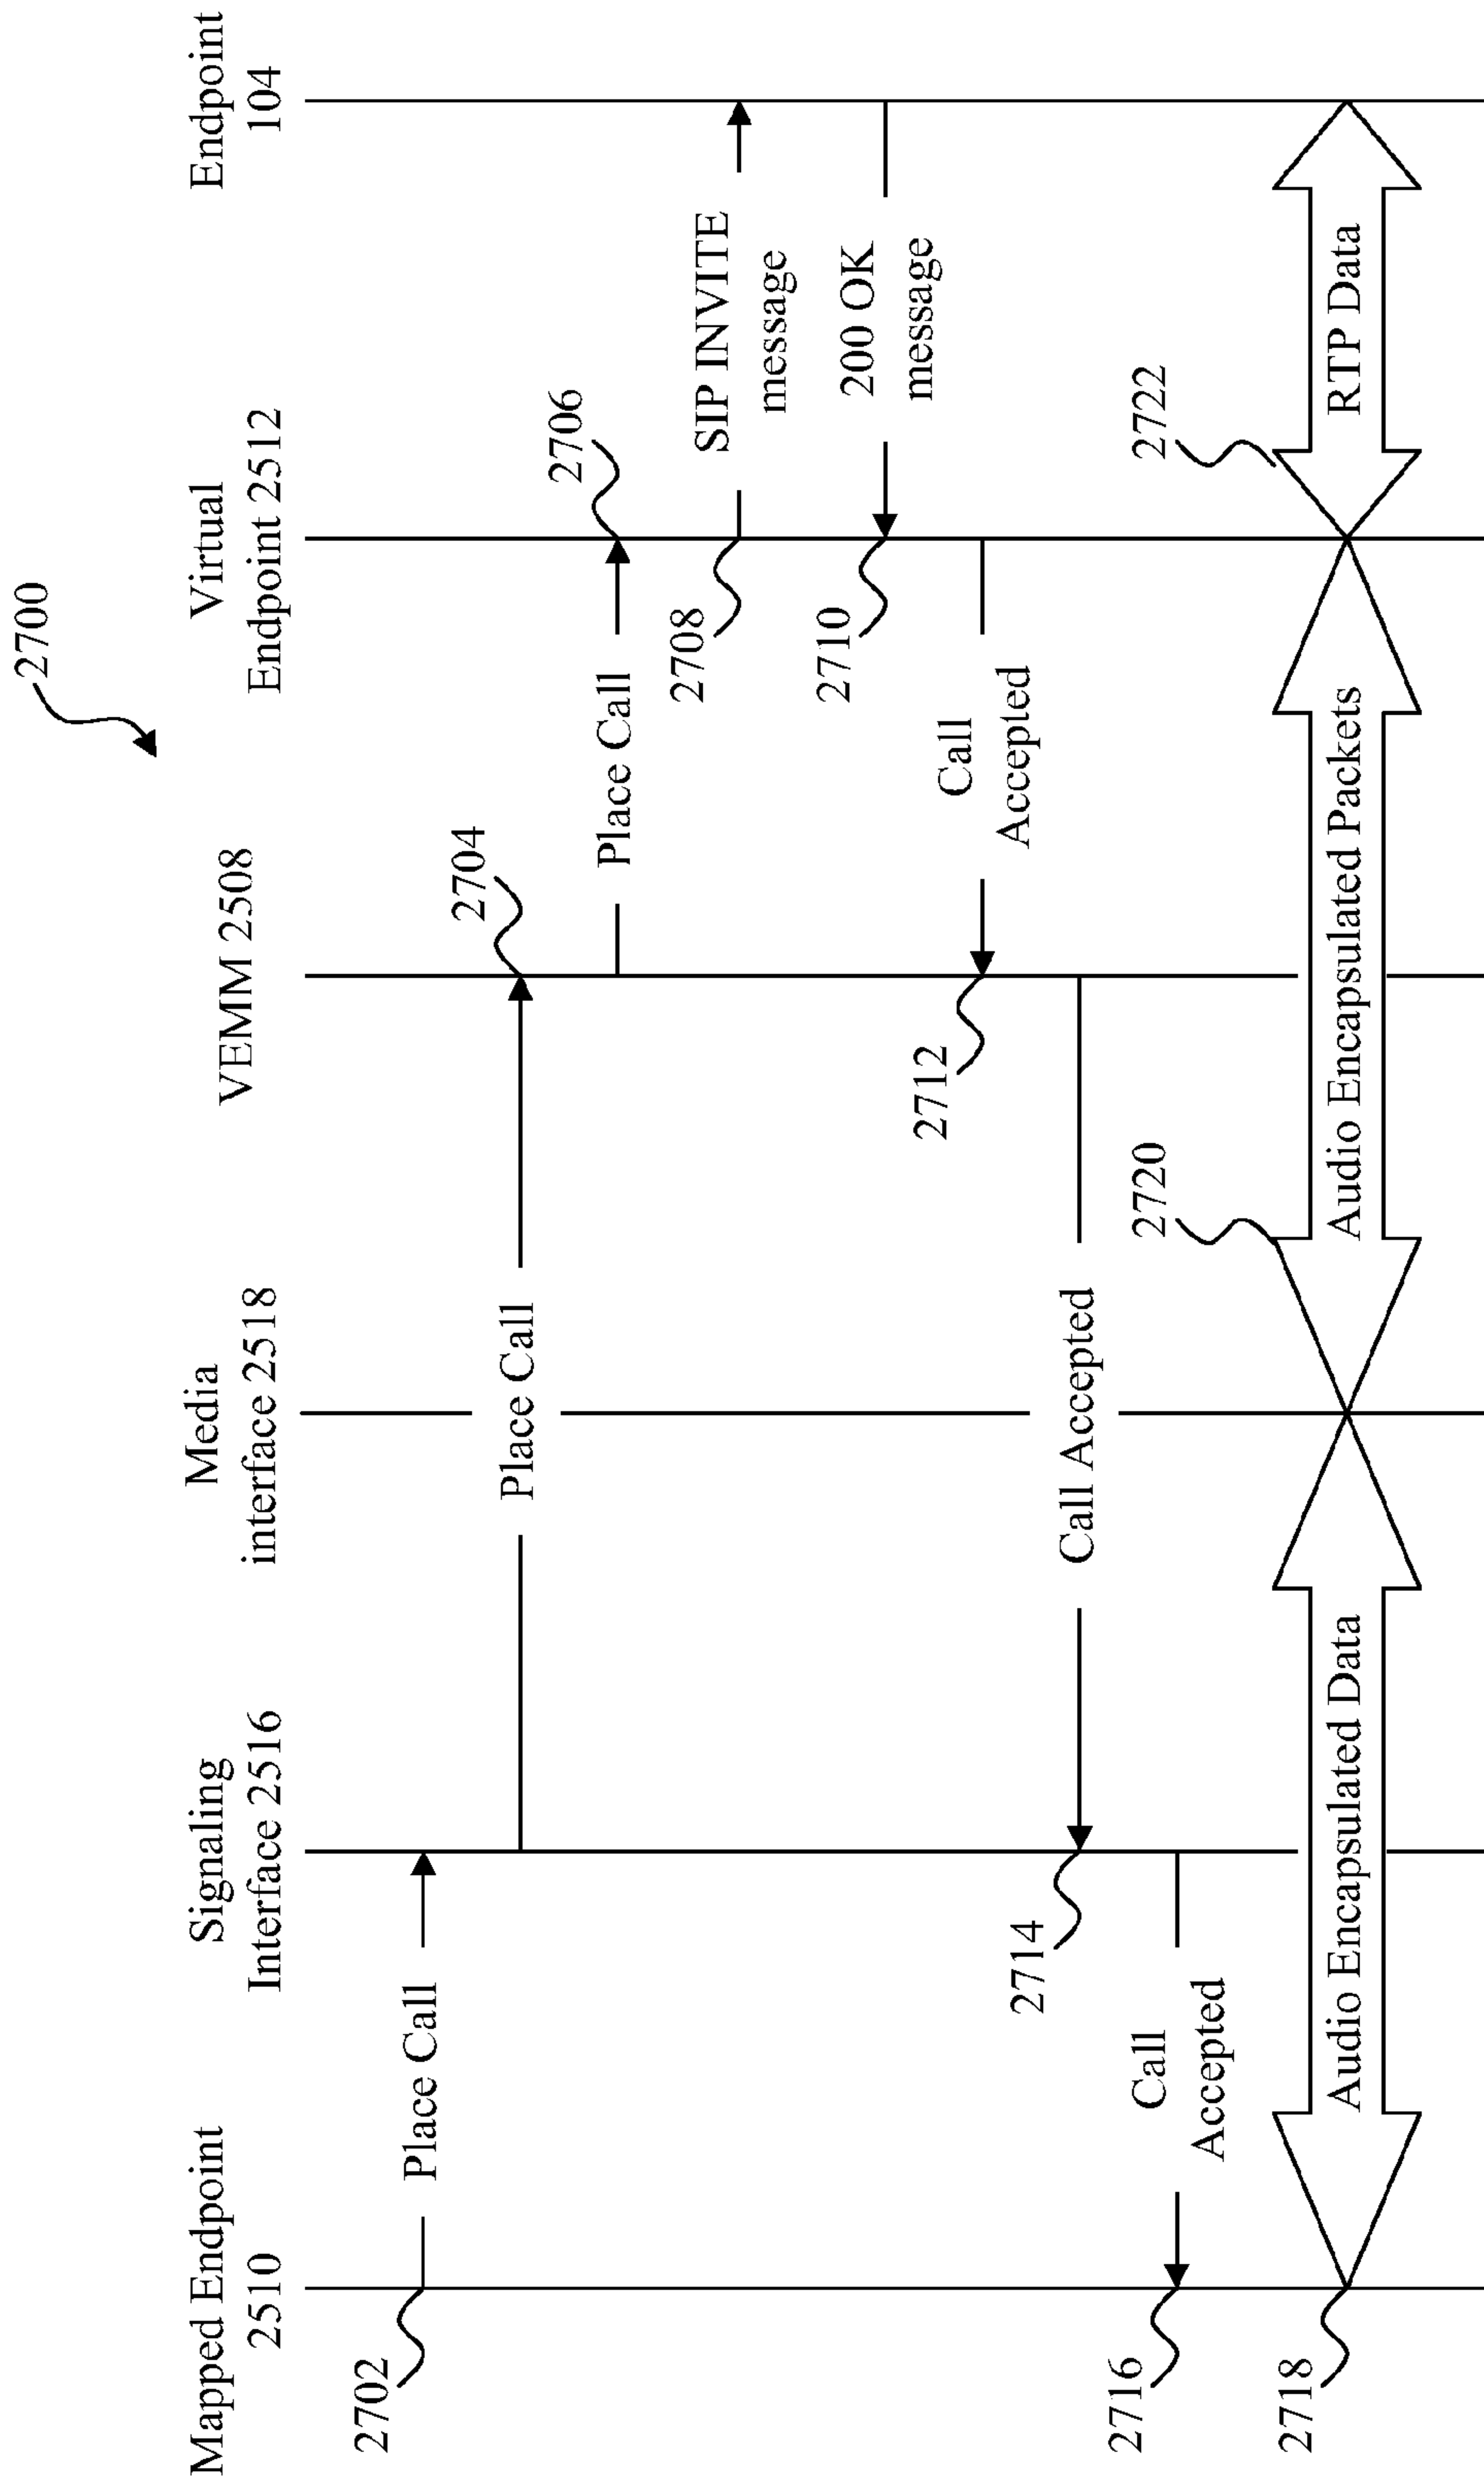 2700
Mapped Endpoint
2510
Signaling
Interface 2516
Media
interface 2518
VEMM 2508
Virtual
Endpoint 2512
Endpoint
104
2702
Place Call
Place Call
2704
Place Call
2706
2708
SIP INVITE
message
2710
200 OK
message
2712
Call
Accepted
2714
Call Accepted
2716
Call
Accepted
2718
Audio Encapsulated Data
2720
Audio Encapsulated Packets
2722
RTP Data